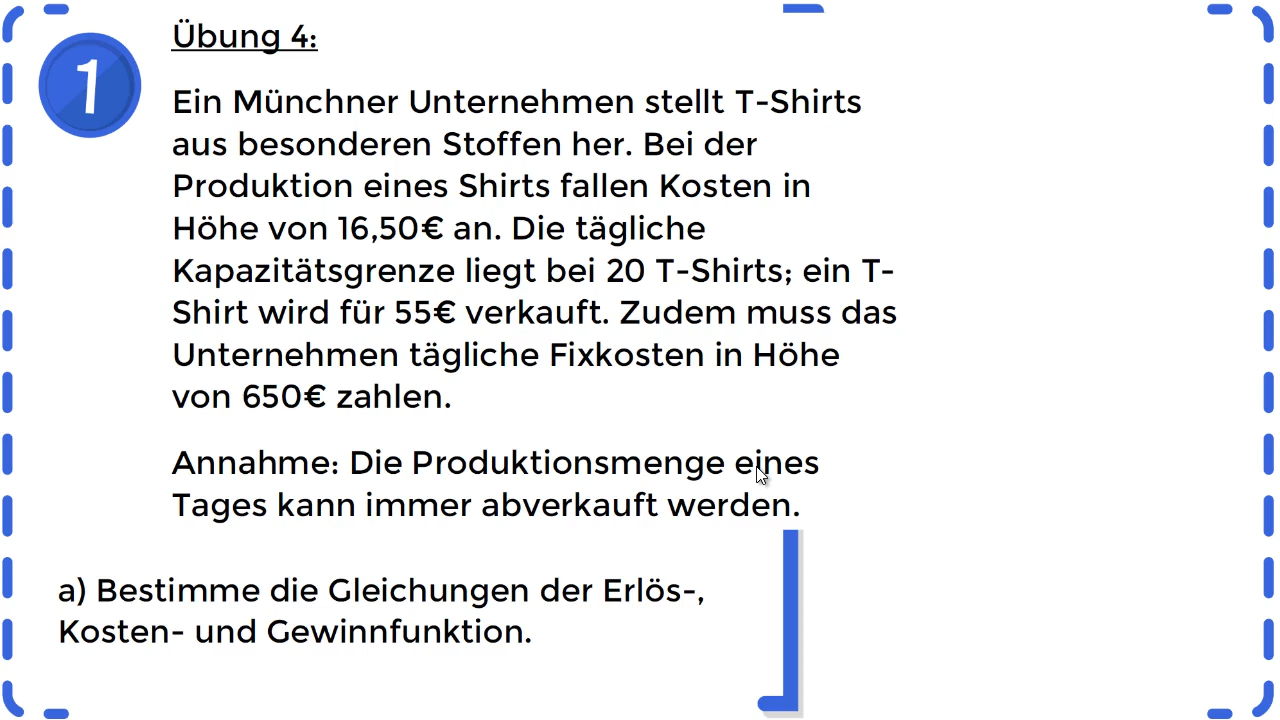 1
Übung 4:
Ein Münchner Unternehmen stellt T-Shirts
aus besonderen Stoffen her. Bei der
Produktion eines Shirts fallen Kosten in
Höhe von 16,50€ an. Die tägliche
Kapazitätsgrenze liegt bei 20 T-Shirts; ein T-
Shirt wird für 55€ verkauft. Zudem muss das
Unternehmen tägliche Fixkosten in Höhe
von 650€ zahlen.
Annahme: Die Produktionsmenge eines
Tages kann immer abverkauft werden.
a) Bestimme die Gleichungen der Erlös-,
Kosten- und Gewinnfunktion.